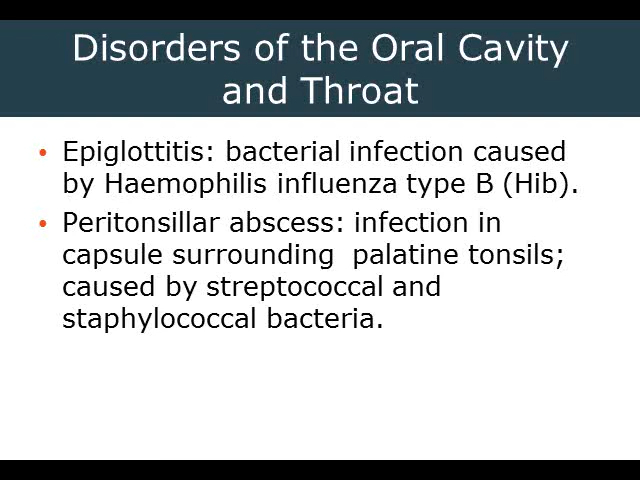 Disorders of the Oral Cavity
and Throat
• Epiglottitis: bacterial infection caused
by Haemophilis influenza type B (Hib).
• Peritonsillar abscess: infection in
capsule surrounding  palatine tonsils;
caused by streptococcal and
staphylococcal bacteria.